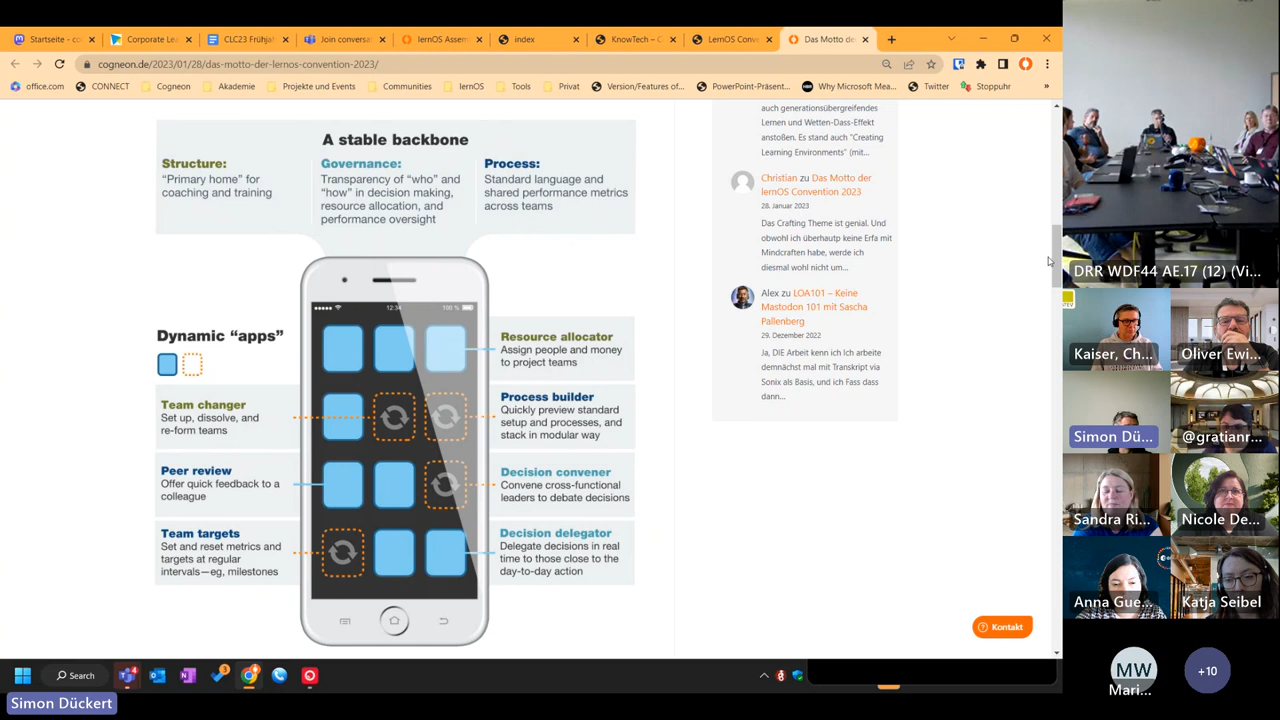 Startseite - co
Corporate Lea
CLC23 Frühjah
Join conversat
lernOS Assem
index
KnowTech – C
LernOS Conve
Das Motto de
cogneon.de/2023/01/28/das-motto-der-lernos-convention-2023/
office.com
CONNECT
Cogneon
Akademie
Projekte und Events
Communities
lernOS
Tools
Privat
Version/Features of...
PowerPoint-Präsent...
Why Microsoft Mea...
Twitter
Stoppuhr
»
A stable backbone
Structure:
"Primary home" for
coaching and training
Governance:
Transparency of "who" and
"how" in decision making,
resource allocation, and
performance oversight
Process:
Standard language and
shared performance metrics
across teams
12:34
100 %
Dynamic "apps"
Team changer
Set up, dissolve, and
re-form teams
Peer review
Offer quick feedback to a
colleague
Team targets
Set and reset metrics and
targets at regular
intervals—eg, milestones
Resource allocator
Assign people and money
to project teams
Process builder
Quickly preview standard
setup and processes, and
stack in modular way
Decision convener
Convene cross-functional
leaders to debate decisions
Decision delegator
Delegate decisions in real
time to those close to the
day-to-day action
auch generationsübergreifendes
Lernen und Wetten-Dass-Effekt
anstoßen. Es stand auch "Creating
Learning Environments" (mit...
Christian zu Das Motto der
lernOS Convention 2023
28. Januar 2023
Das Crafting Theme ist genial. Und
obwohl ich überhautp keine Erfa mit
Mindcraften habe, werde ich
diesmal wohl nicht um...
Alex zu LOA101 – Keine
Mastodon 101 mit Sascha
Pallenberg
29. Dezember 2022
Ja, DIE Arbeit kenn ich Ich arbeite
demnächst mal mit Transkript via
Sonix als Basis, und ich Fass dass
dann...
Kontakt
Search
Simon Dückert
DRR WDF44 AE.17 (12) (Vi...
Kaiser, Ch...
Oliver Ewi...
Simon Dü...
@gratianr...
Sandra Ri...
Nicole De...
Anna Gue...
Katja Seibel
MW
Mari...
+10